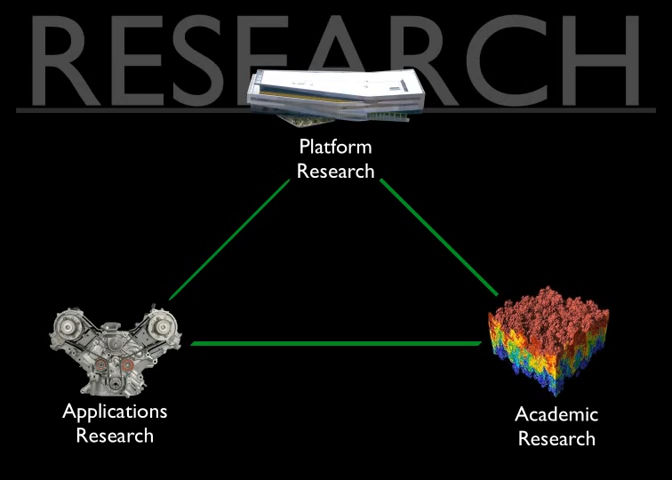 RESEARCH
Platform
Research
Applications
Research
Academic
Research